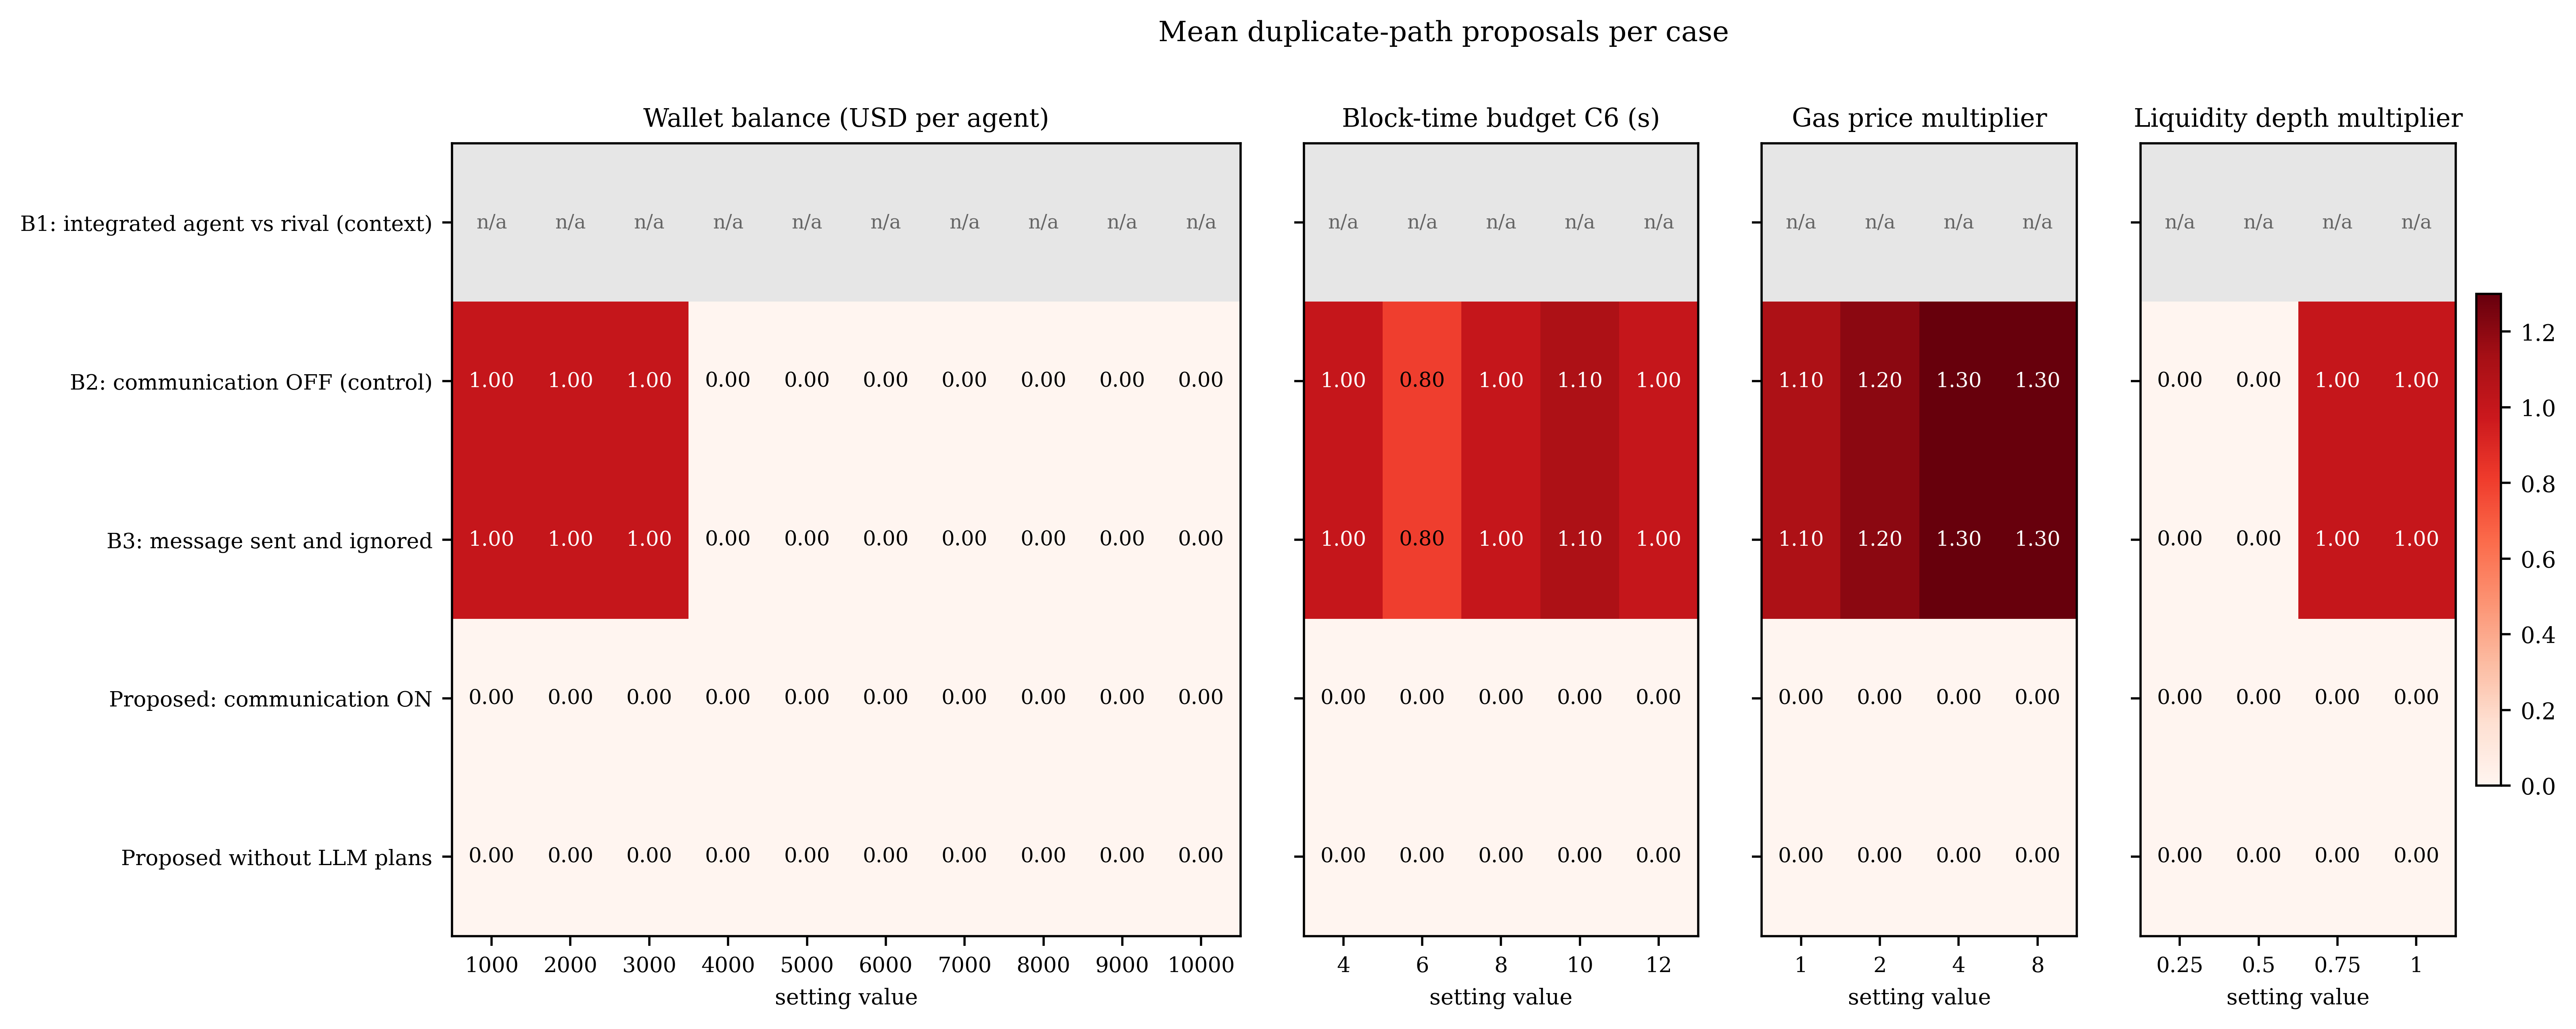 Mean duplicate-path proposals per case
Wallet balance (USD per agent)
Block-time budget C6 (s)
Gas price multiplier
Liquidity depth multiplier
B1: integrated agent vs rival (context)
n/a n/a n/a n/a n/a n/a n/a n/a n/a n/a
n/a n/a n/a n/a n/a
n/a n/a n/a n/a
n/a n/a n/a n/a
B2: communication OFF (control)
1.00 1.00 1.00 0.00 0.00 0.00 0.00 0.00 0.00 0.00
1.00 0.80 1.00 1.10 1.00
1.10 1.20 1.30 1.30
0.00 0.00 1.00 1.00
B3: message sent and ignored
1.00 1.00 1.00 0.00 0.00 0.00 0.00 0.00 0.00 0.00
1.00 0.80 1.00 1.10 1.00
1.10 1.20 1.30 1.30
0.00 0.00 1.00 1.00
Proposed: communication ON
0.00 0.00 0.00 0.00 0.00 0.00 0.00 0.00 0.00 0.00
0.00 0.00 0.00 0.00 0.00
0.00 0.00 0.00 0.00
0.00 0.00 0.00 0.00
Proposed without LLM plans
0.00 0.00 0.00 0.00 0.00 0.00 0.00 0.00 0.00 0.00
0.00 0.00 0.00 0.00 0.00
0.00 0.00 0.00 0.00
0.00 0.00 0.00 0.00
1000 2000 3000 4000 5000 6000 7000 8000 9000 10000
setting value
4 6 8 10 12
setting value
1 2 4 8
setting value
0.25 0.5 0.75 1
setting value
1.2
1.0
0.8
0.6
0.4
0.2
0.0